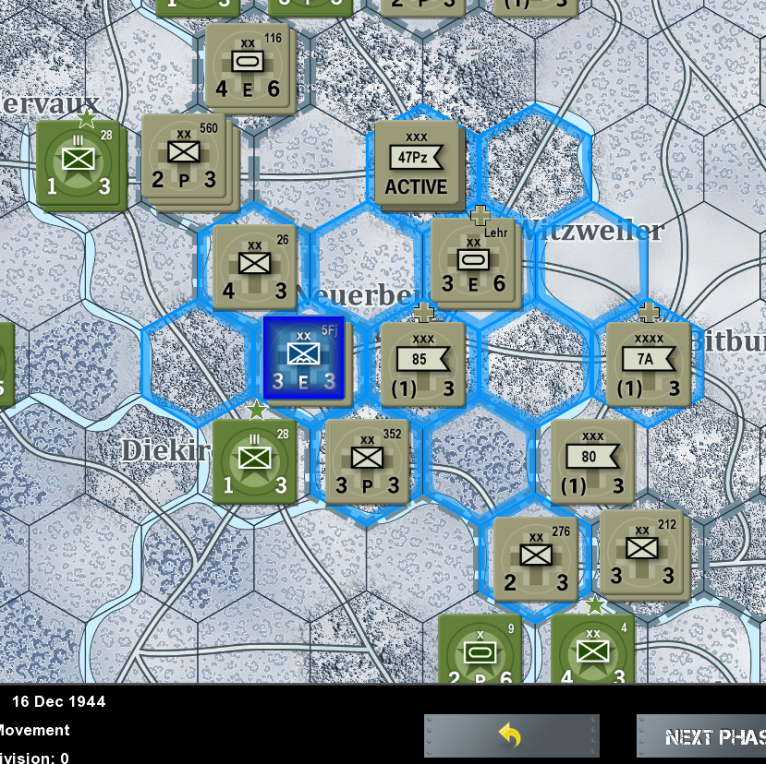 xx 116
4 E 6
ervaux
III 28
1 3
xx 560
2 P 3
xxx
47Pz
ACTIVE
Witzweiler
xx 26
4 3
xx Lehr
3 E 6
Neuerbe
xx 5Fj
3 E 3
xxx
85
(1) 3
xxxx
7A
(1) 3
itbur
Diekir
III 28
1 3
xx 352
3 P 3
xxx
80
(1) 3
xx 276
2 3
xx 212
3 3
x 9
2 P 6
xx 4
4 3
16 Dec 1944
Movement
ivision: 0
NEXT PHAS